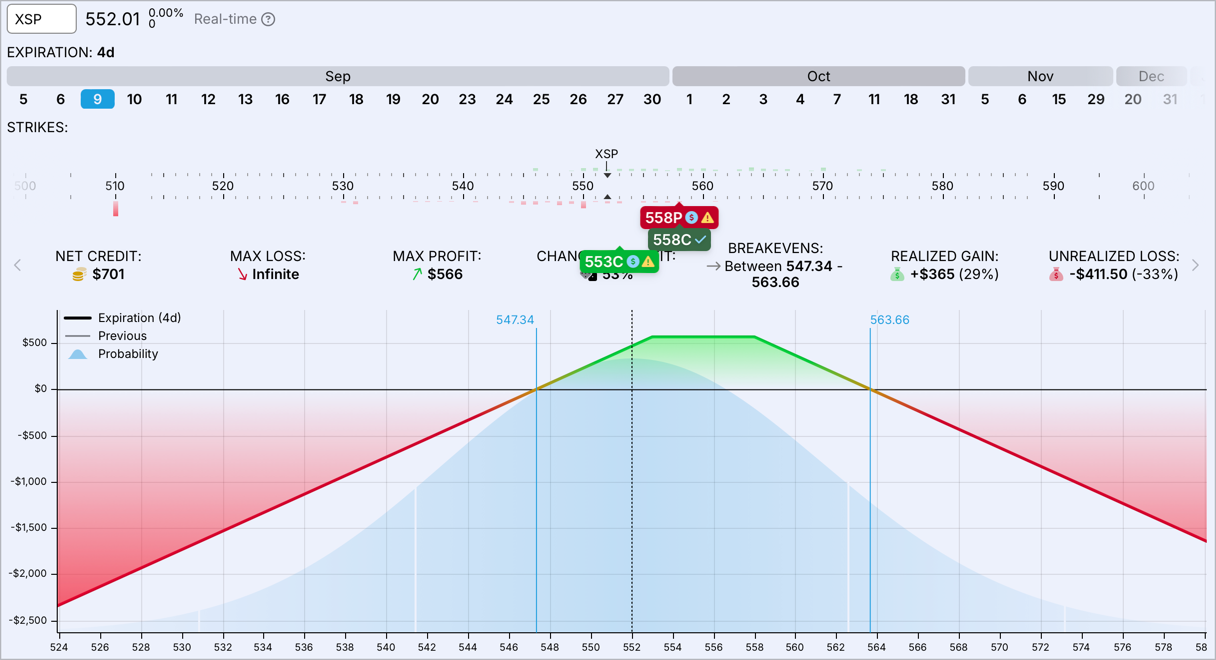 XSP 552.01 0.00% 0 Real-time ?
EXPIRATION: 4d
Sep Oct Nov Dec
5 6 9 10 11 12 13 16 17 18 19 20 23 24 25 26 27 30 1 2 3 4 7 11 18 31 5 6 15 29 20 31
STRIKES:
XSP
500 510 520 530 540 550 560 570 580 590 600
558P $
558C
553C $
NET CREDIT: MAX LOSS: MAX PROFIT: BREAKEVENS: REALIZED GAIN: UNREALIZED LOSS:
$701 Infinite $566 53% Between 547.34 - 563.66 +$365 (29%) -$411.50 (-33%)
Expiration (4d)
Previous
Probability
547.34 563.66
$500
$0
-$500
-$1,000
-$1,500
-$2,000
-$2,500
524 526 528 530 532 534 536 538 540 542 544 546 548 550 552 554 556 558 560 562 564 566 568 570 572 574 576 578 58